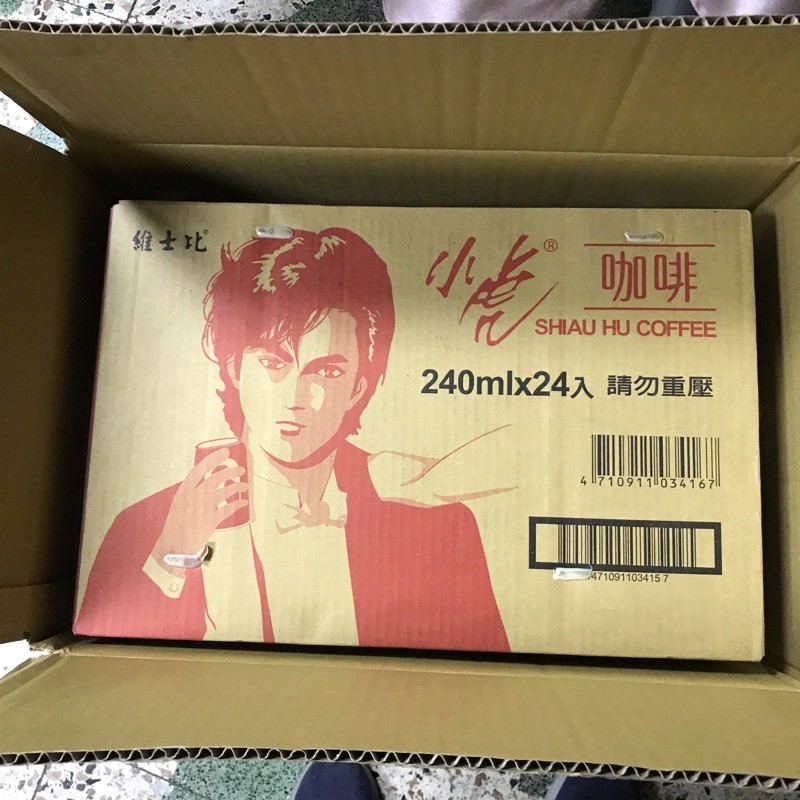 維士比®
小虎®
咖啡
SHIAU HU COFFEE
240mlx24入 請勿重壓
4 710911 034167
4710911034157